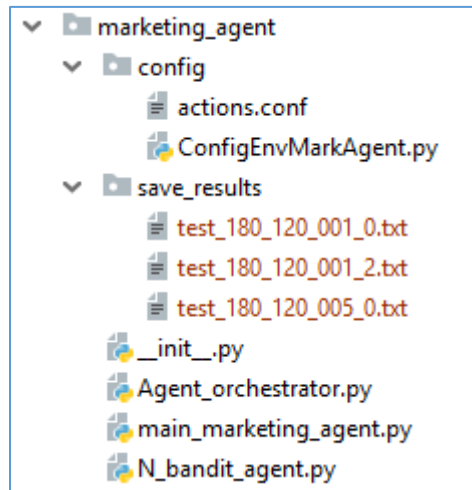 marketing_agent
config
actions.conf
ConfigEnvMarkAgent.py
save_results
test_180_120_001_0.txt
test_180_120_001_2.txt
test_180_120_005_0.txt
__init__.py
Agent_orchestrator.py
main_marketing_agent.py
N_bandit_agent.py